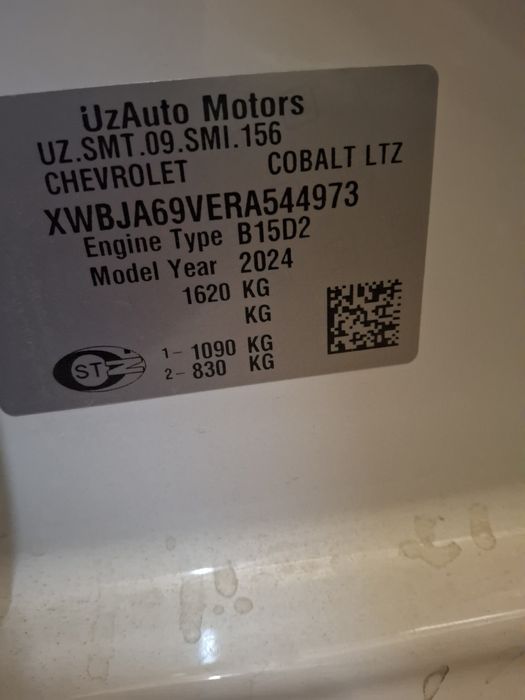 UzAuto Motors
UZ.SMT.09.SMI.156
CHEVROLET COBALT LTZ
XWBJA69VERA544973
Engine Type B15D2
Model Year 2024
1620 KG
KG
1- 1090 KG
2- 830 KG
ST